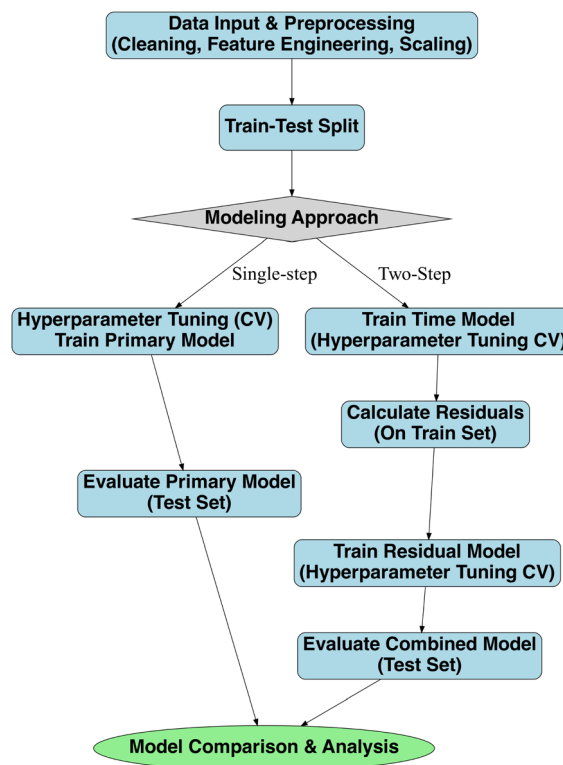 Data Input & Preprocessing
(Cleaning, Feature Engineering, Scaling)
Train-Test Split
Modeling Approach
Single-step
Two-Step
Hyperparameter Tuning (CV)
Train Primary Model
Train Time Model
(Hyperparameter Tuning CV)
Calculate Residuals
(On Train Set)
Evaluate Primary Model
(Test Set)
Train Residual Model
(Hyperparameter Tuning CV)
Evaluate Combined Model
(Test Set)
Model Comparison & Analysis